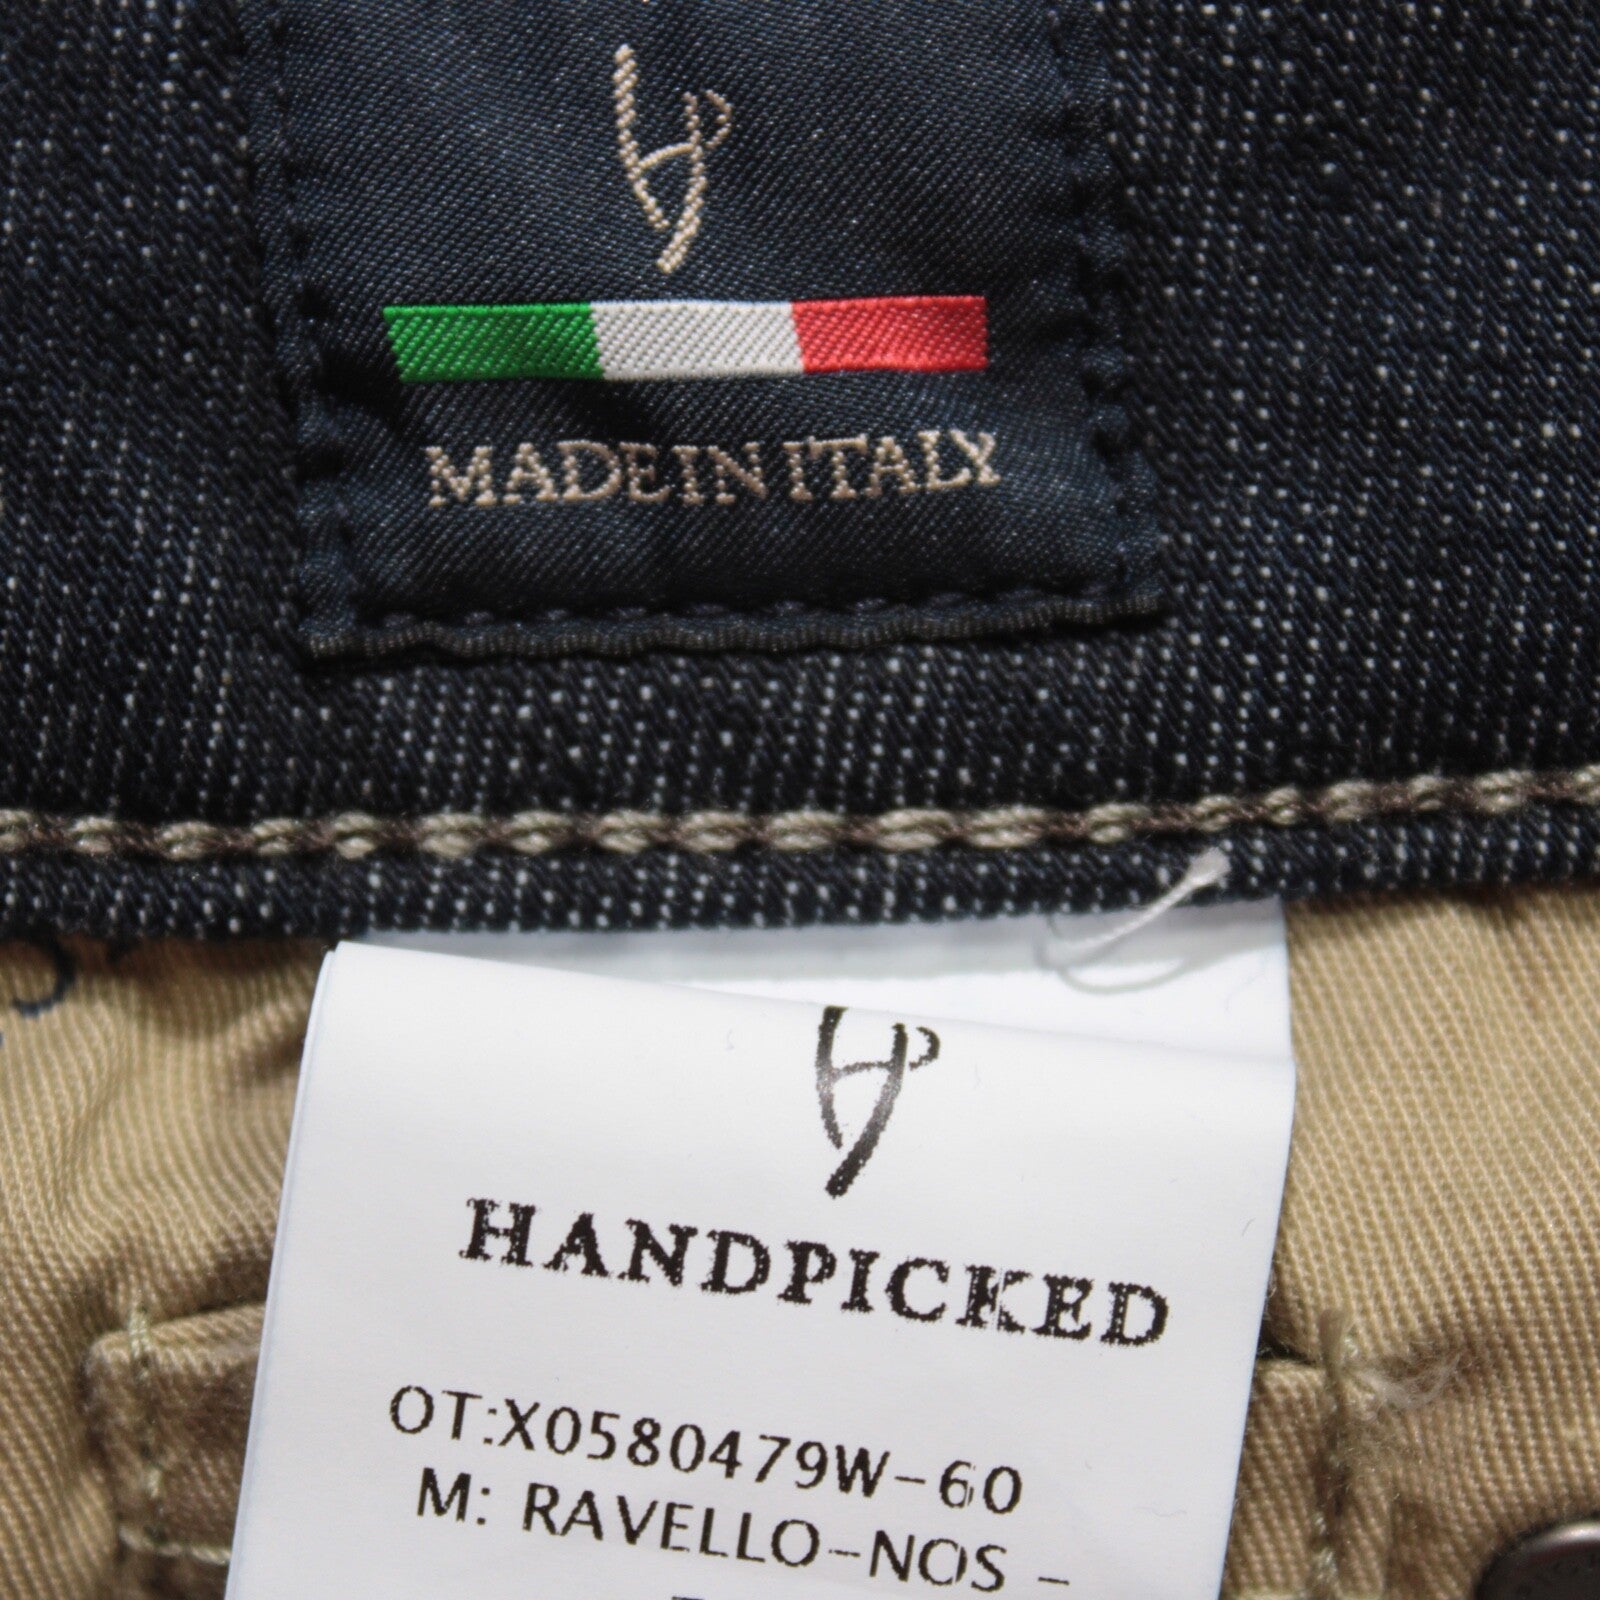 MADE IN ITALY
HANDPICKED
OT:X0580479W-60
M: RAVELLO-NOS -